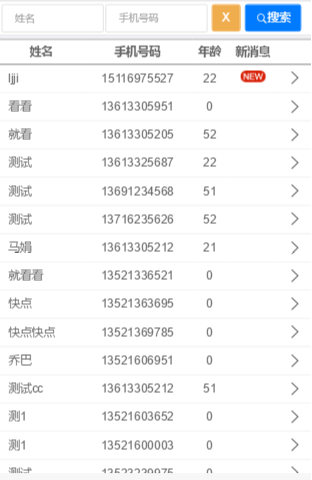 姓名 手机号码 X 搜索
姓名 手机号码 年龄 新消息
ljji 15116975527 22 NEW
看看 13613305951 0
就看 13613305205 52
测试 13613325687 22
测试 13691234568 51
测试 13716235626 52
马娟 13613305212 21
就看看 13521336521 0
快点 13521363695 0
快点快点 13521369785 0
乔巴 13521606951 0
测试cc 13613305212 51
测1 13521603652 0
测1 13521600003 0
测试 13523239975 0